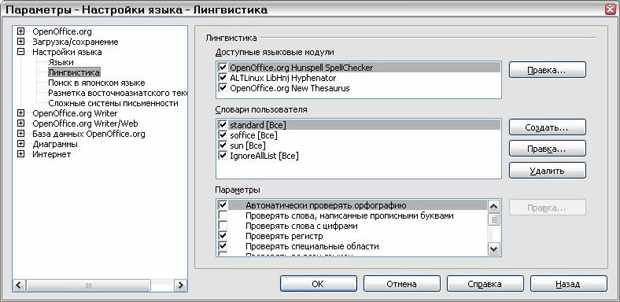 Параметры - Настройки языка - Лингвистика
OpenOffice.org
Загрузка/сохранение
Настройки языка
Языки
Лингвистика
Поиск в японском языке
Разметка восточноазиатского текс
Сложные системы письменности
OpenOffice.org Writer
OpenOffice.org Writer/Web
База данных OpenOffice.org
Диаграммы
Интернет
Лингвистика
Доступные языковые модули
OpenOffice.org Hunspell SpellChecker
ALTLinux LibHnj Hyphenator
OpenOffice.org New Thesaurus
Правка...
Словари пользователя
standard [Все]
soffice [Все]
sun [Все]
IgnoreAllList [Все]
Создать...
Правка...
Удалить
Параметры
Автоматически проверять орфографию
Проверять слова, написанные прописными буквами
Проверять слова с цифрами
Проверять регистр
Проверять специальные области
Правка...
OK
Отмена
Справка
Назад